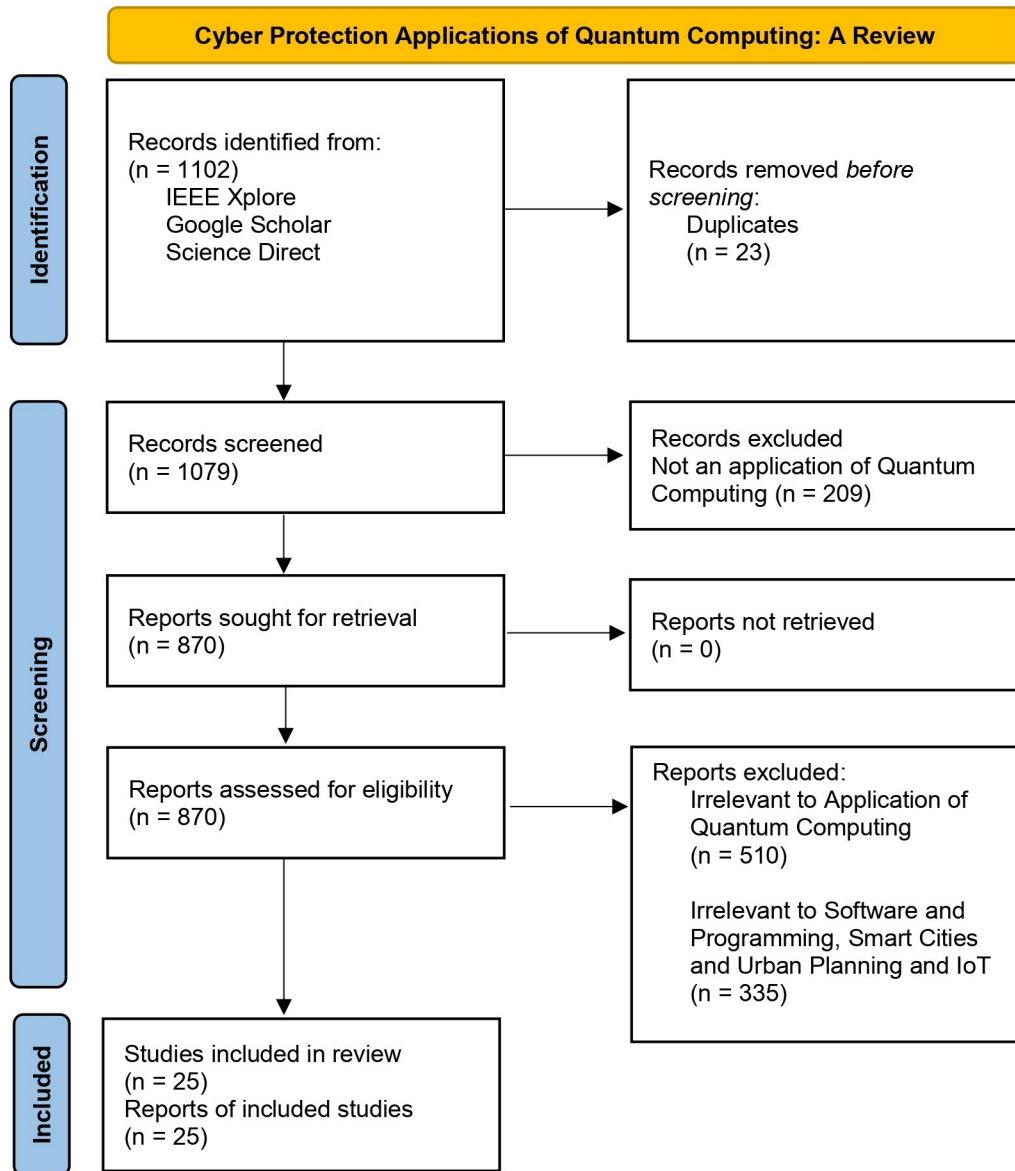 Cyber Protection Applications of Quantum Computing: A Review
Identification
Records identified from:
(n = 1102)
IEEE Xplore
Google Scholar
Science Direct
Records removed before
screening:
Duplicates
(n = 23)
Screening
Records screened
(n = 1079)
Records excluded
Not an application of Quantum
Computing (n = 209)
Reports sought for retrieval
(n = 870)
Reports not retrieved
(n = 0)
Reports assessed for eligibility
(n = 870)
Reports excluded:
Irrelevant to Application of
Quantum Computing
(n = 510)
Irrelevant to Software and
Programming, Smart Cities
and Urban Planning and IoT
(n = 335)
Included
Studies included in review
(n = 25)
Reports of included studies
(n = 25)